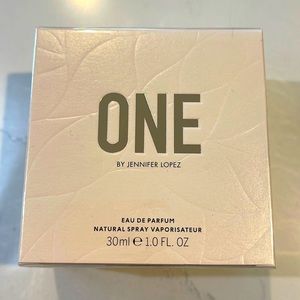 ONE
BY JENNIFER LOPEZ
EAU DE PARFUM
NATURAL SPRAY VAPORISATEUR
30ml ℮ 1.0 FL. OZ